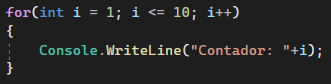 for(int i = 1; i <= 10; i++)
{
    Console.WriteLine("Contador: "+i);
}